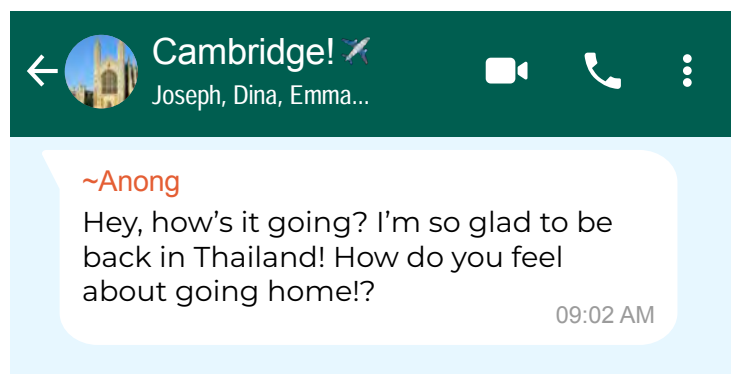 Cambridge! ✈️
Joseph, Dina, Emma...
~Anong
Hey, how’s it going? I’m so glad to be
back in Thailand! How do you feel
about going home!?
09:02 AM